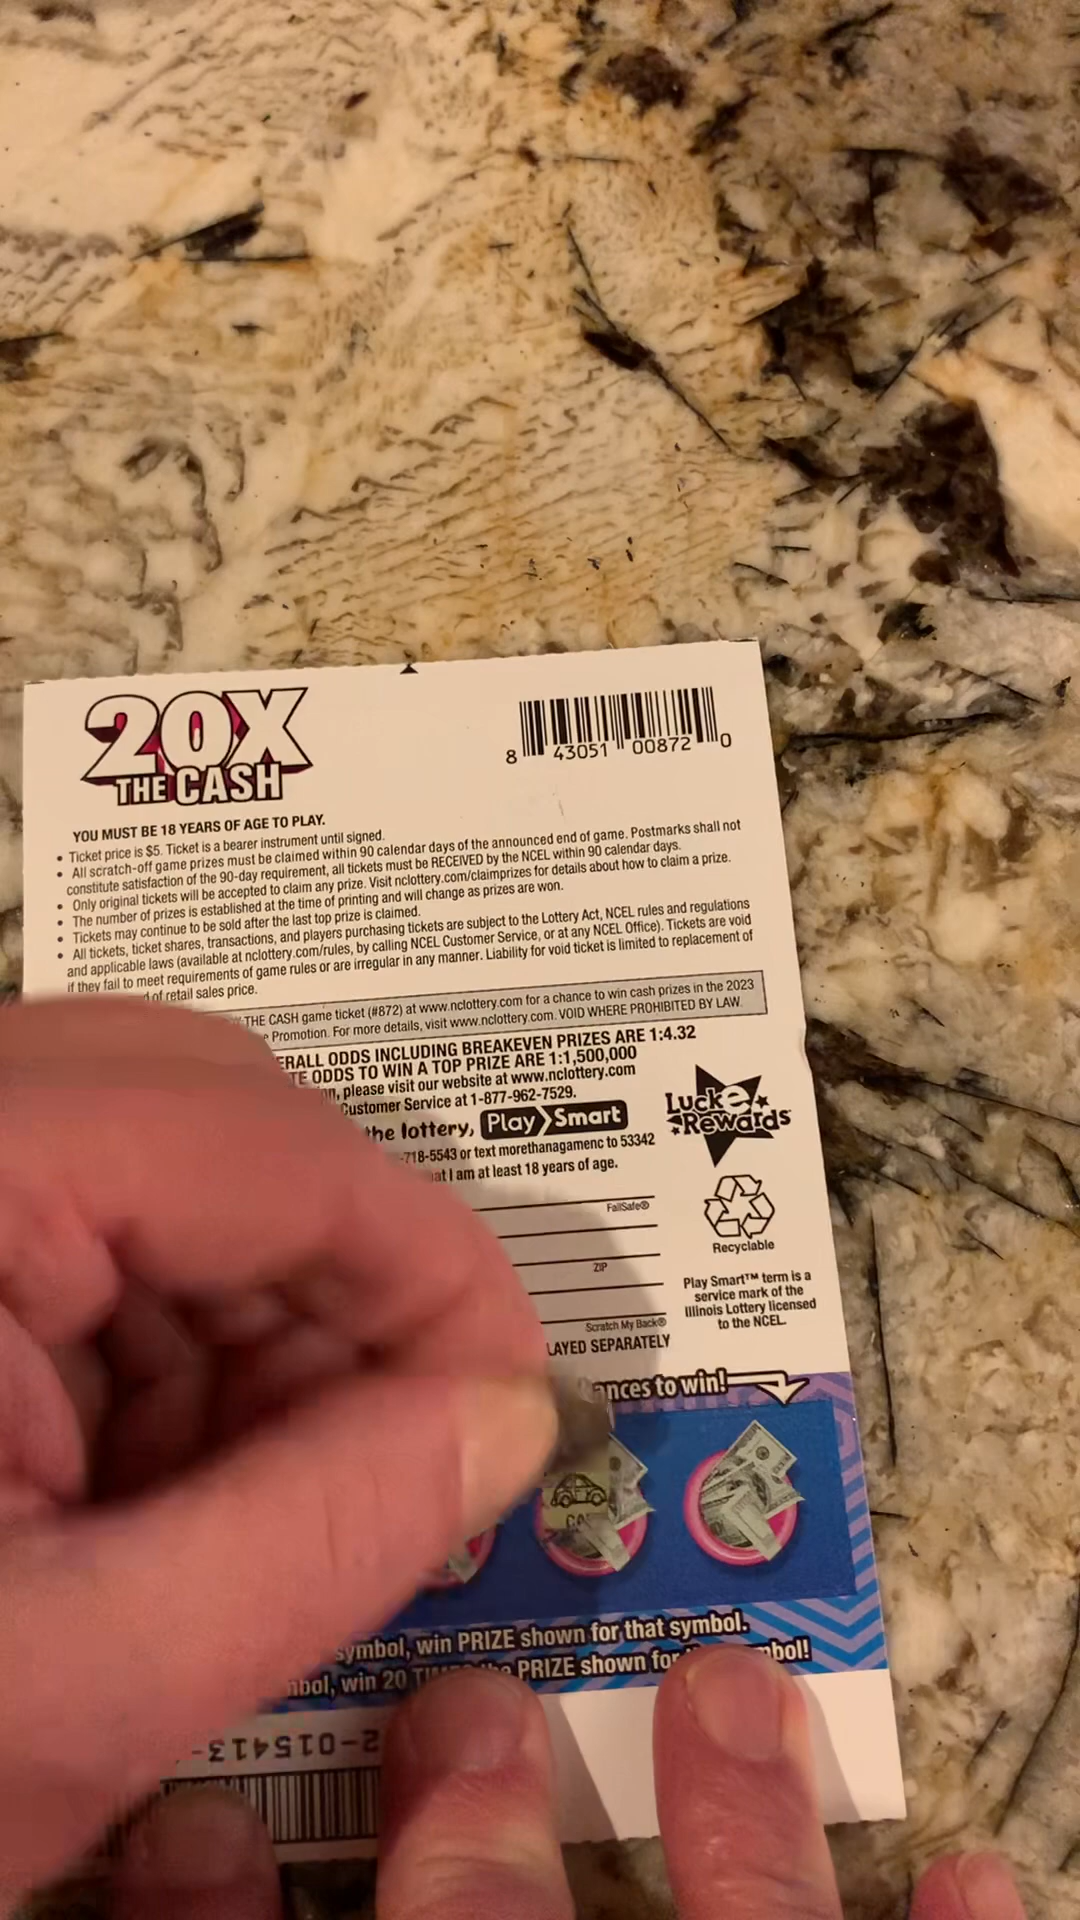 20X
THE CASH
8 43051 00872 0
YOU MUST BE 18 YEARS OF AGE TO PLAY.
• Ticket price is $5. Ticket is a bearer instrument until signed.
• All scratch-off game prizes must be claimed within 90 calendar days of the announced end of game. Postmarks shall not
constitute satisfaction of the 90-day requirement, all tickets must be RECEIVED by the NCEL within 90 calendar days.
• Only original tickets will be accepted to claim any prize. Visit nclottery.com/claimprizes for details about how to claim a prize.
• The number of prizes is established at the time of printing and will change as prizes are won.
• Tickets may continue to be sold after the last top prize is claimed.
• All tickets, ticket shares, transactions, and players purchasing tickets are subject to the Lottery Act, NCEL rules and regulations
and applicable laws (available at nclottery.com/rules, by calling NCEL Customer Service, or at any NCEL Office). Tickets are void
if they fail to meet requirements of game rules or are irregular in any manner. Liability for void ticket is limited to replacement of
of retail sales price.
THE CASH game ticket (#872) at www.nclottery.com for a chance to win cash prizes in the 2023
Promotion. For more details, visit www.nclottery.com. VOID WHERE PROHIBITED BY LAW.
ODDS INCLUDING BREAKEVEN PRIZES ARE 1:4.32
ODDS TO WIN A TOP PRIZE ARE 1:1,500,000
please visit our website at www.nclottery.com
Customer Service at 1-877-962-7529.
the lottery, Play Smart
-718-5543 or text morethanagamenc to 53342
I am at least 18 years of age.
Luck-e
Rewards
FailSafe®
ZIP
Recyclable
Play Smart™ term is a
service mark of the
Illinois Lottery licensed
to the NCEL.
Scratch My Back®
SEPARATELY
to win!
symbol, win PRIZE shown for that symbol.
win 20 PRIZE shown for
2-015413-